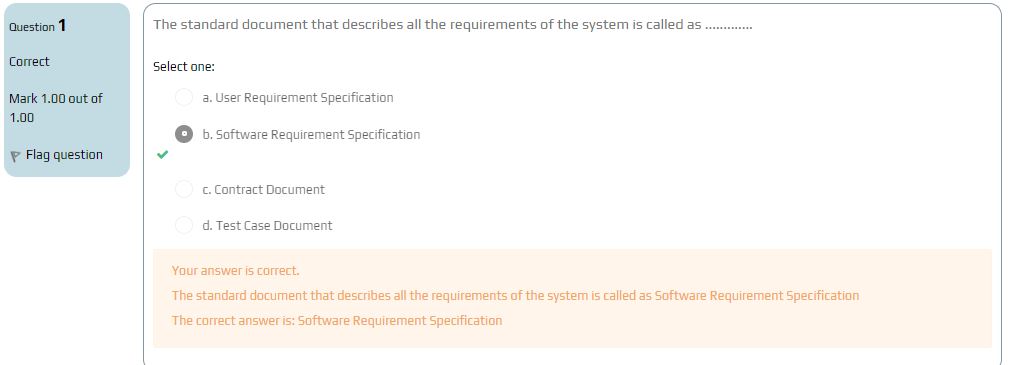 Question 1
Correct
Mark 1.00 out of
1.00
Flag question
The standard document that describes all the requirements of the system is called as .............
Select one:
a. User Requirement Specification
b. Software Requirement Specification
c. Contract Document
d. Test Case Document
Your answer is correct.
The standard document that describes all the requirements of the system is called as Software Requirement Specification
The correct answer is: Software Requirement Specification